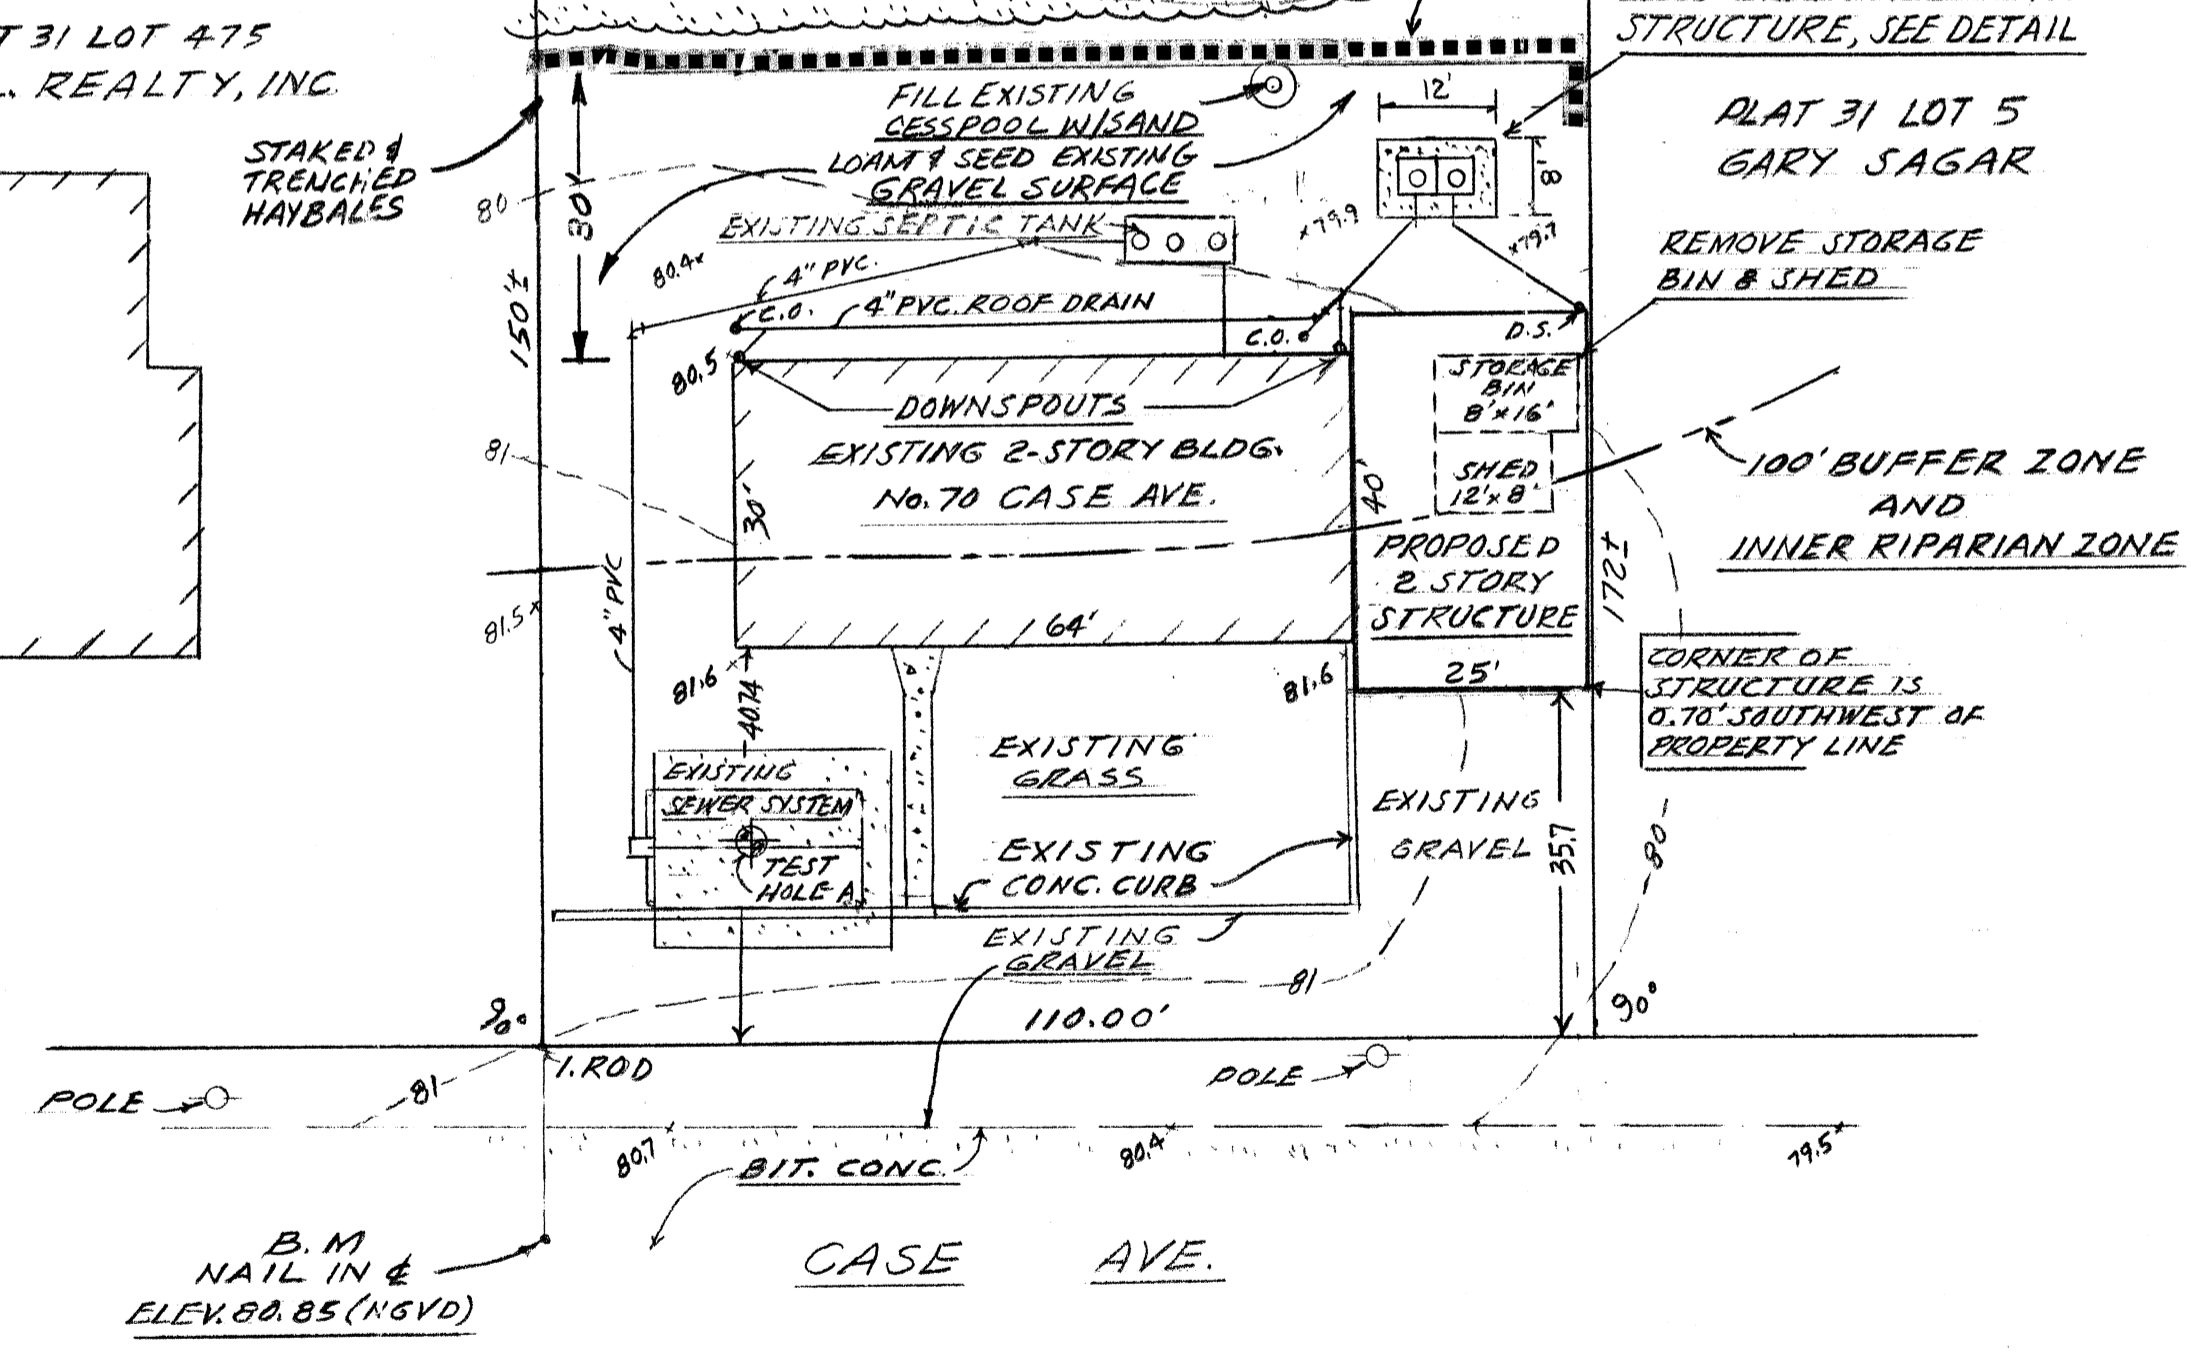 T 31 LOT 475
L. REALTY, INC.
STRUCTURE, SEE DETAIL
PLAT 31 LOT 5
GARY SAGAR
STAKED &
TRENCHED
HAYBALES
FILL EXISTING
CESSPOOL W/SAND
LOAM & SEED EXISTING
GRAVEL SURFACE
EXISTING SEPTIC TANK
12'
8'
80
30'
150'±
80.4x
x79.9
x79.7
4" PVC.
C.O.
4" PVC. ROOF DRAIN
C.O.
D.S.
REMOVE STORAGE
BIN & SHED
80.5
DOWNSPOUTS
STORAGE
BIN
8'x16'
81
EXISTING 2-STORY BLDG.
No. 70 CASE AVE.
SHED
12'x8'
30'
40'
100' BUFFER ZONE
AND
INNER RIPARIAN ZONE
PROPOSED
2 STORY
STRUCTURE
172±
81.5x
4" PVC
64'
25'
81.6
81.6
40.74
CORNER OF
STRUCTURE IS
0.70' SOUTHWEST OF
PROPERTY LINE
EXISTING
SEWER SYSTEM
TEST
HOLE A
EXISTING
GRASS
EXISTING
CONC. CURB
EXISTING
GRAVEL
35.7
80
EXISTING
GRAVEL
81
90°
110.00'
90°
I. ROD
POLE
81
POLE
80.7x
80.4x
79.5x
BIT. CONC.
B.M
NAIL IN ℄
ELEV. 80.85 (NGVD)
CASE AVE.